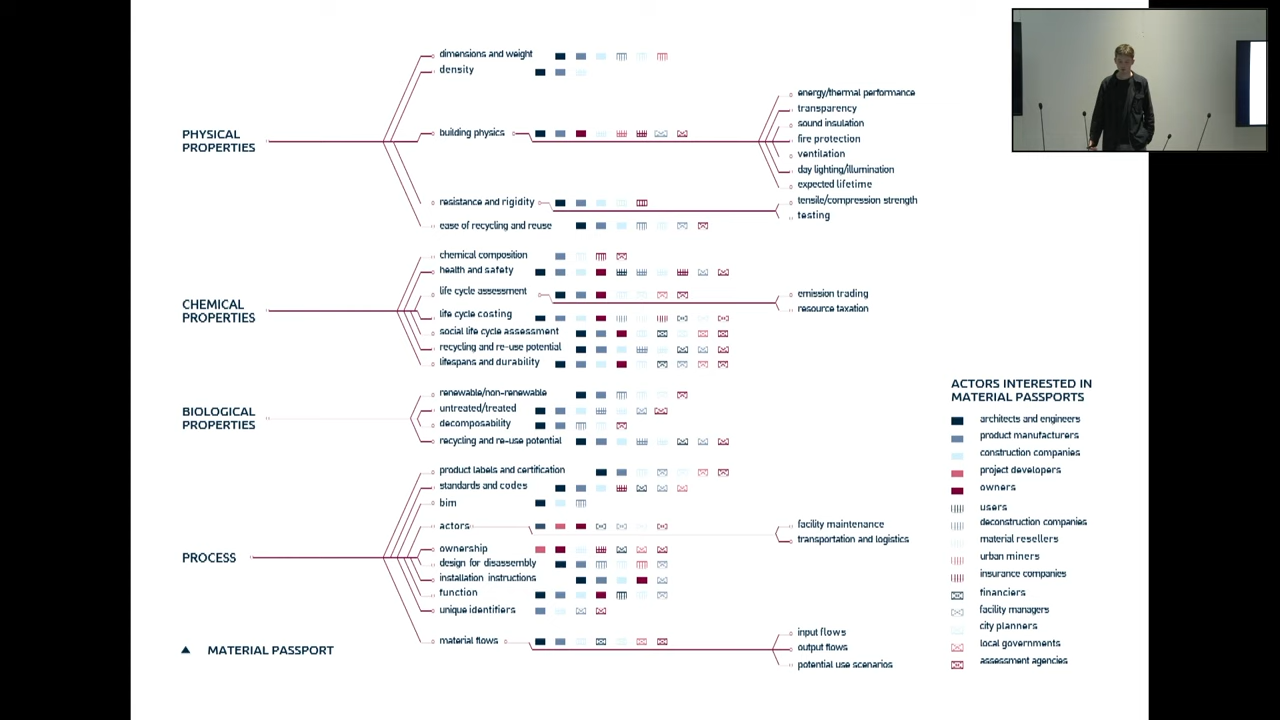 PHYSICAL
PROPERTIES
dimensions and weight
density
building physics
energy/thermal performance
transparency
sound insulation
fire protection
ventilation
day lighting/illumination
expected lifetime
resistance and rigidity
tensile/compression strength
testing
ease of recycling and reuse
CHEMICAL
PROPERTIES
chemical composition
health and safety
life cycle assessment
emission trading
resource taxation
life cycle costing
social life cycle assessment
recycling and re-use potential
lifespans and durability
BIOLOGICAL
PROPERTIES
renewable/non-renewable
untreated/treated
decomposability
recycling and re-use potential
PROCESS
product labels and certification
standards and codes
bim
actors
facility maintenance
transportation and logistics
ownership
design for disassembly
installation instructions
function
unique identifiers
material flows
input flows
output flows
potential use scenarios
MATERIAL PASSPORT
ACTORS INTERESTED IN
MATERIAL PASSPORTS
architects and engineers
product manufacturers
construction companies
project developers
owners
users
deconstruction companies
material resellers
urban miners
insurance companies
financiers
facility managers
city planners
local governments
assessment agencies